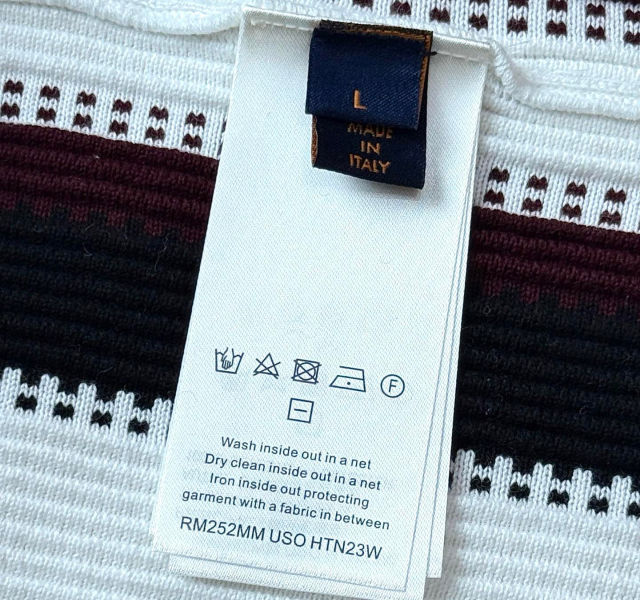 L
MADE
IN
ITALY
F
Wash inside out in a net
Dry clean inside out in a net
Iron inside out protecting
garment with a fabric in between
RM252MM USO HTN23W